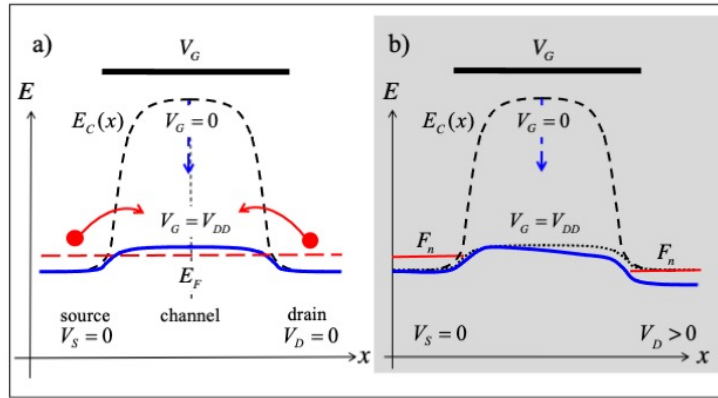 a)
V_G
E
E_C(x)
V_G = 0
V_G = V_DD
E_F
source
channel
drain
V_S = 0
V_D = 0
x
b)
V_G
E
E_C(x)
V_G = 0
V_G = V_DD
F_n
F_n
V_S = 0
V_D > 0
x